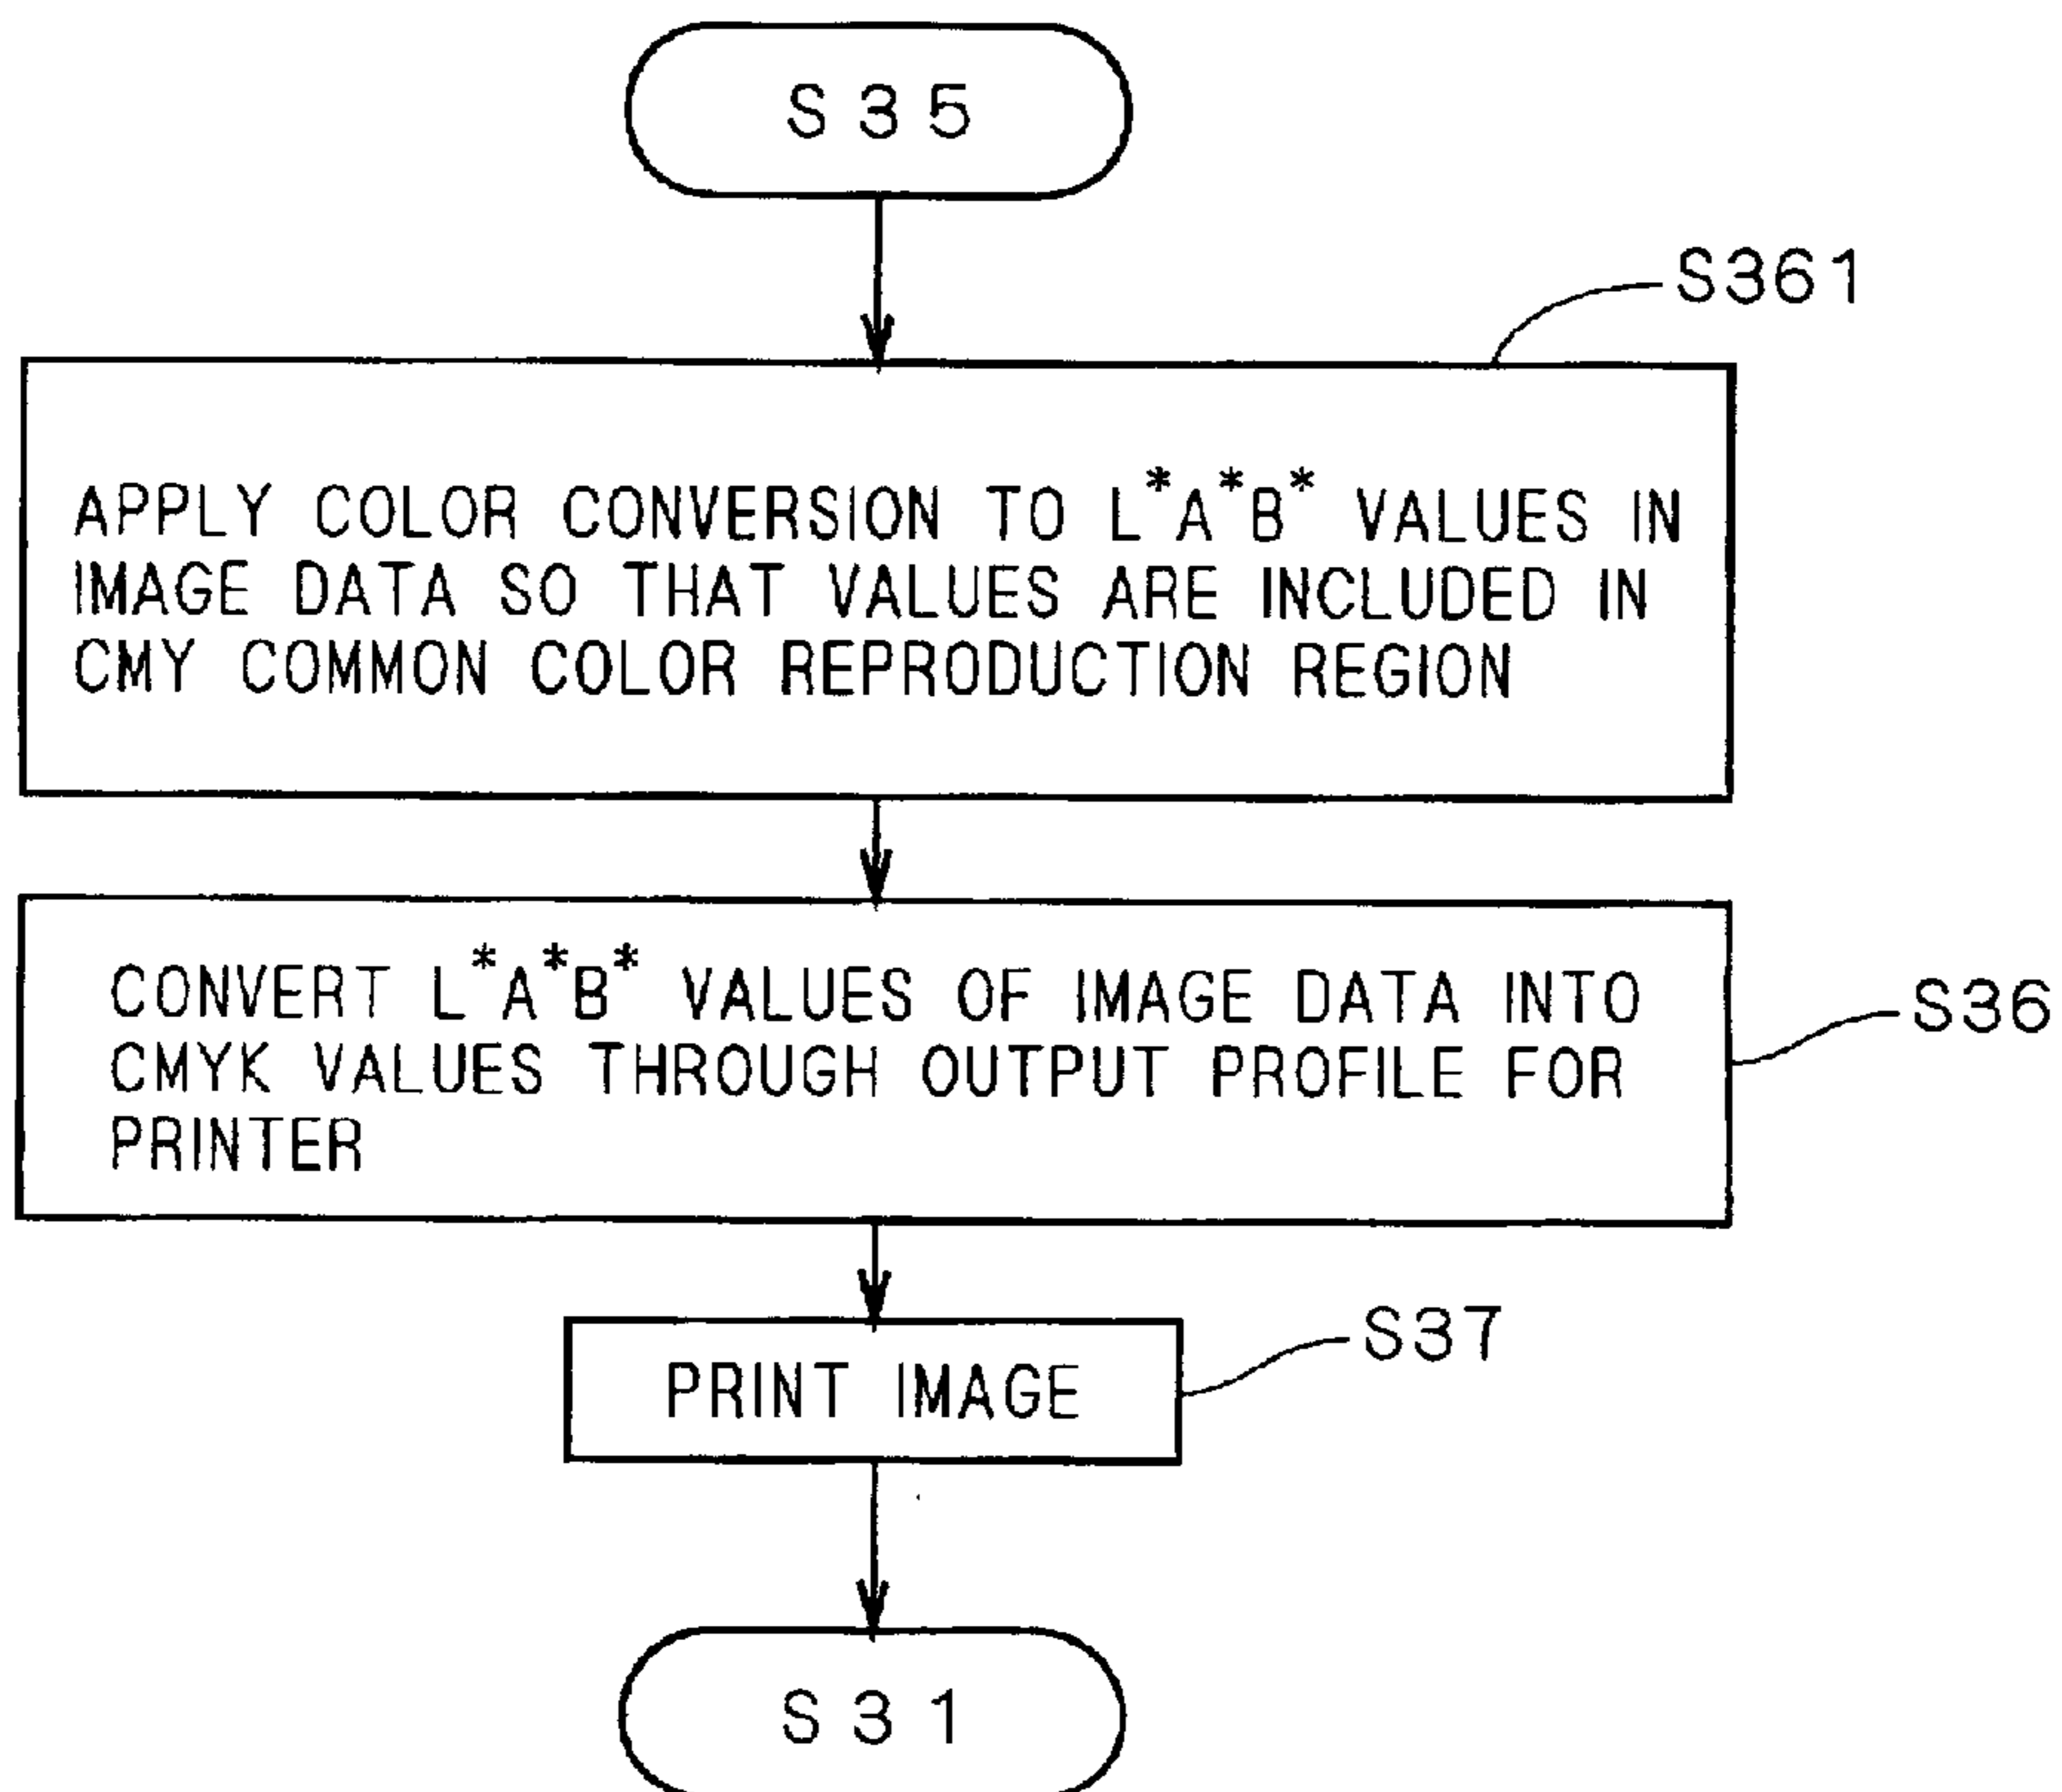 S35
S361
APPLY COLOR CONVERSION TO L*A*B* VALUES IN
IMAGE DATA SO THAT VALUES ARE INCLUDED IN
CMY COMMON COLOR REPRODUCTION REGION
CONVERT L*A*B* VALUES OF IMAGE DATA INTO
CMYK VALUES THROUGH OUTPUT PROFILE FOR
PRINTER
S36
S37
PRINT IMAGE
S31